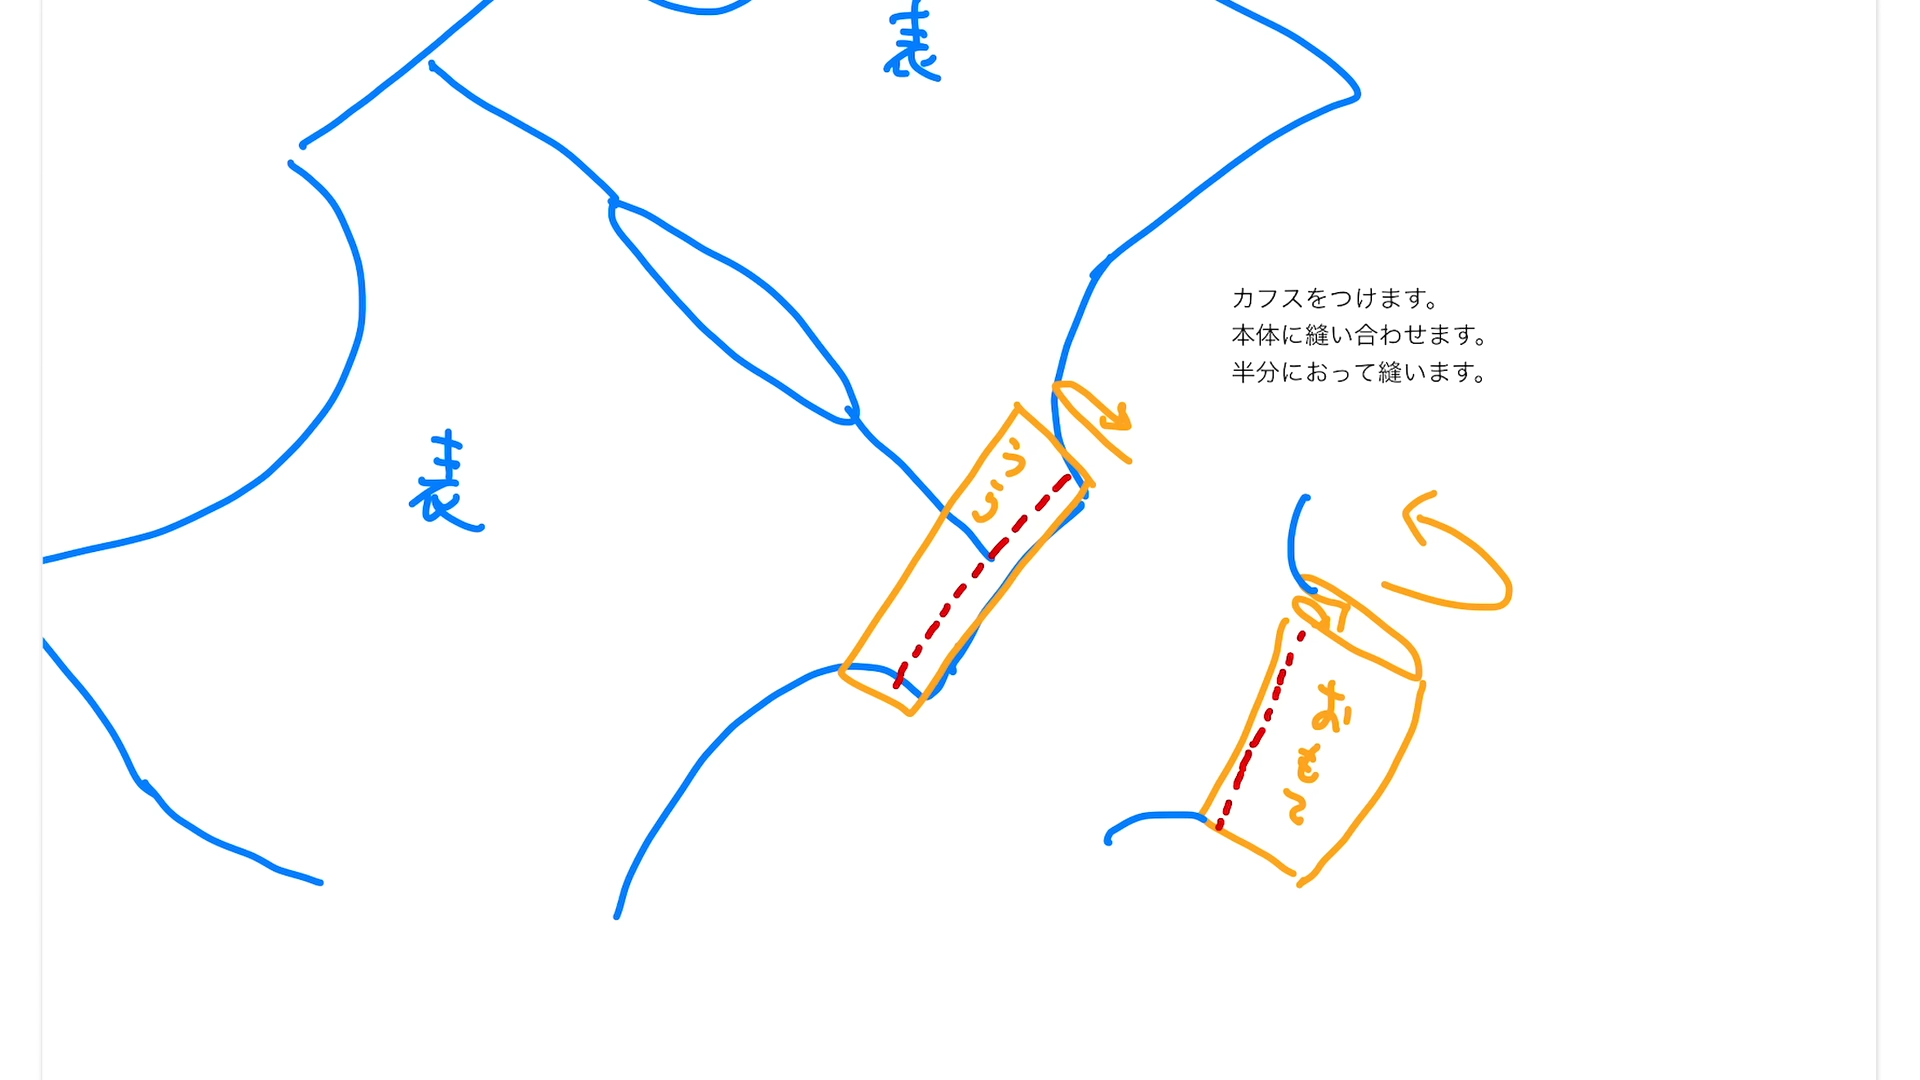 表
カフスをつけます。
本体に縫い合わせます。
半分におって縫います。
表
うら
おもて